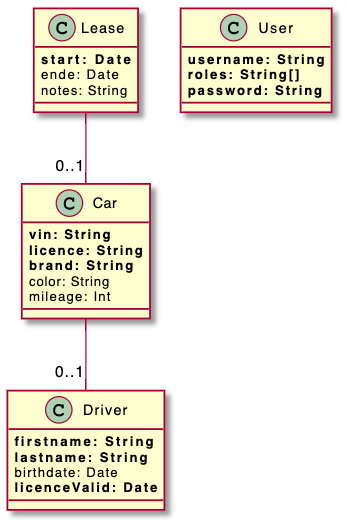 C Lease
start: Date
ende: Date
notes: String
C User
username: String
roles: String[]
password: String
0..1
C Car
vin: String
licence: String
brand: String
color: String
mileage: Int
0..1
C Driver
firstname: String
lastname: String
birthdate: Date
licenceValid: Date